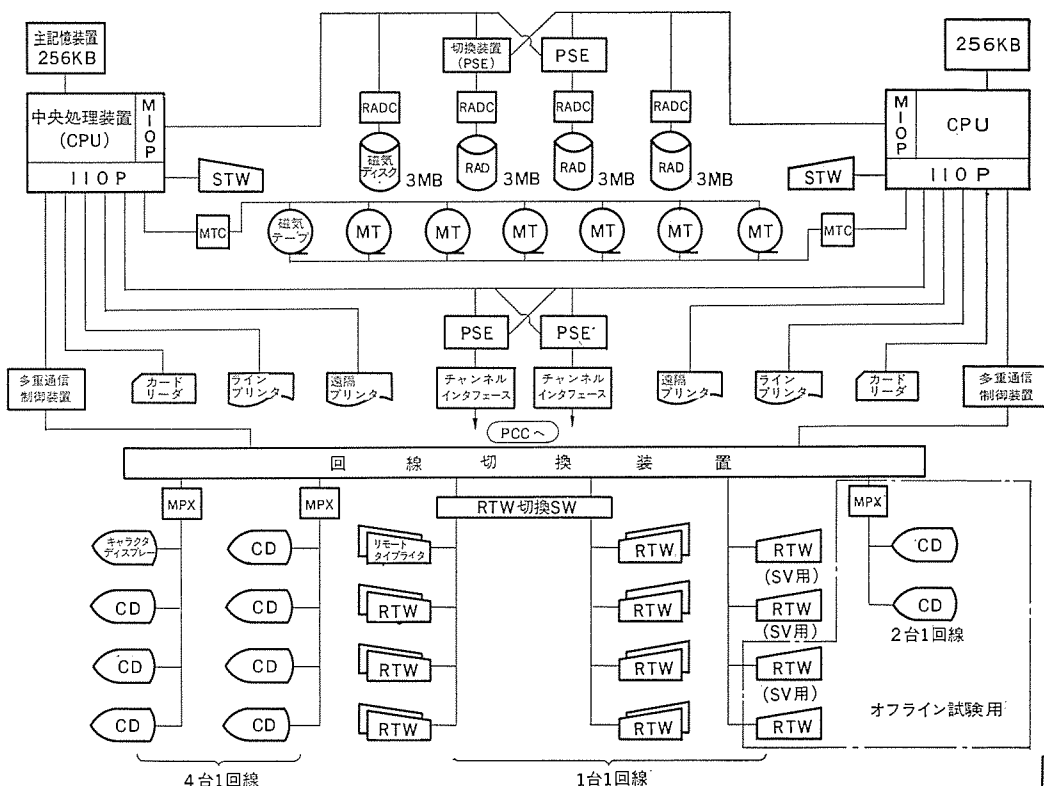 主記憶装置
256KB
中央処理装置
(CPU)
MIOP
IIOP
STW
切換装置
(PSE)
PSE
RADC
RADC
RADC
RADC
磁気
ディスク
3MB
RAD
3MB
RAD
3MB
RAD
3MB
256KB
MIOP
CPU
IIOP
STW
MTC
磁気
テープ
MT
MT
MT
MT
MT
MTC
PSE
PSE
多重通信
制御装置
カード
リーダ
ライン
プリンタ
遠隔
プリンタ
チャンネル
インタフェース
チャンネル
インタフェース
遠隔
プリンタ
ライン
プリンタ
カード
リーダ
多重通信
制御装置
PCCへ
回線切換装置
MPX
MPX
RTW切換SW
MPX
キャラクタ
ディスプレー
CD
リモート
タイプライタ
RTW
RTW
(SV用)
CD
CD
CD
RTW
RTW
RTW
(SV用)
CD
2台1回線
CD
CD
RTW
RTW
RTW
(SV用)
オフライン試験用
CD
CD
RTW
RTW
RTW
4台1回線
1台1回線